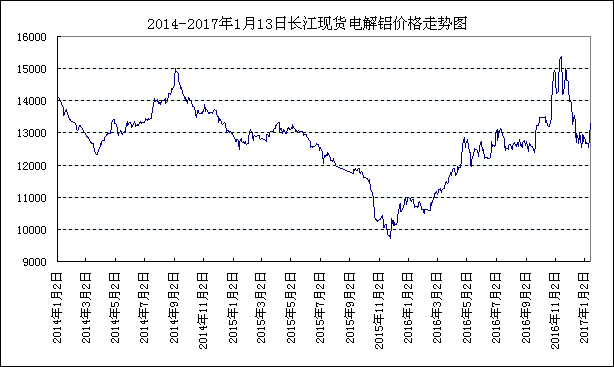 2014-2017年1月13日长江现货电解铝价格走势图
16000
15000
14000
13000
12000
11000
10000
9000
2014年1月2日
2014年3月2日
2014年5月2日
2014年7月2日
2014年9月2日
2014年11月2日
2015年1月2日
2015年3月2日
2015年5月2日
2015年7月2日
2015年9月2日
2015年11月2日
2016年1月2日
2016年3月2日
2016年5月2日
2016年7月2日
2016年9月2日
2016年11月2日
2017年1月2日